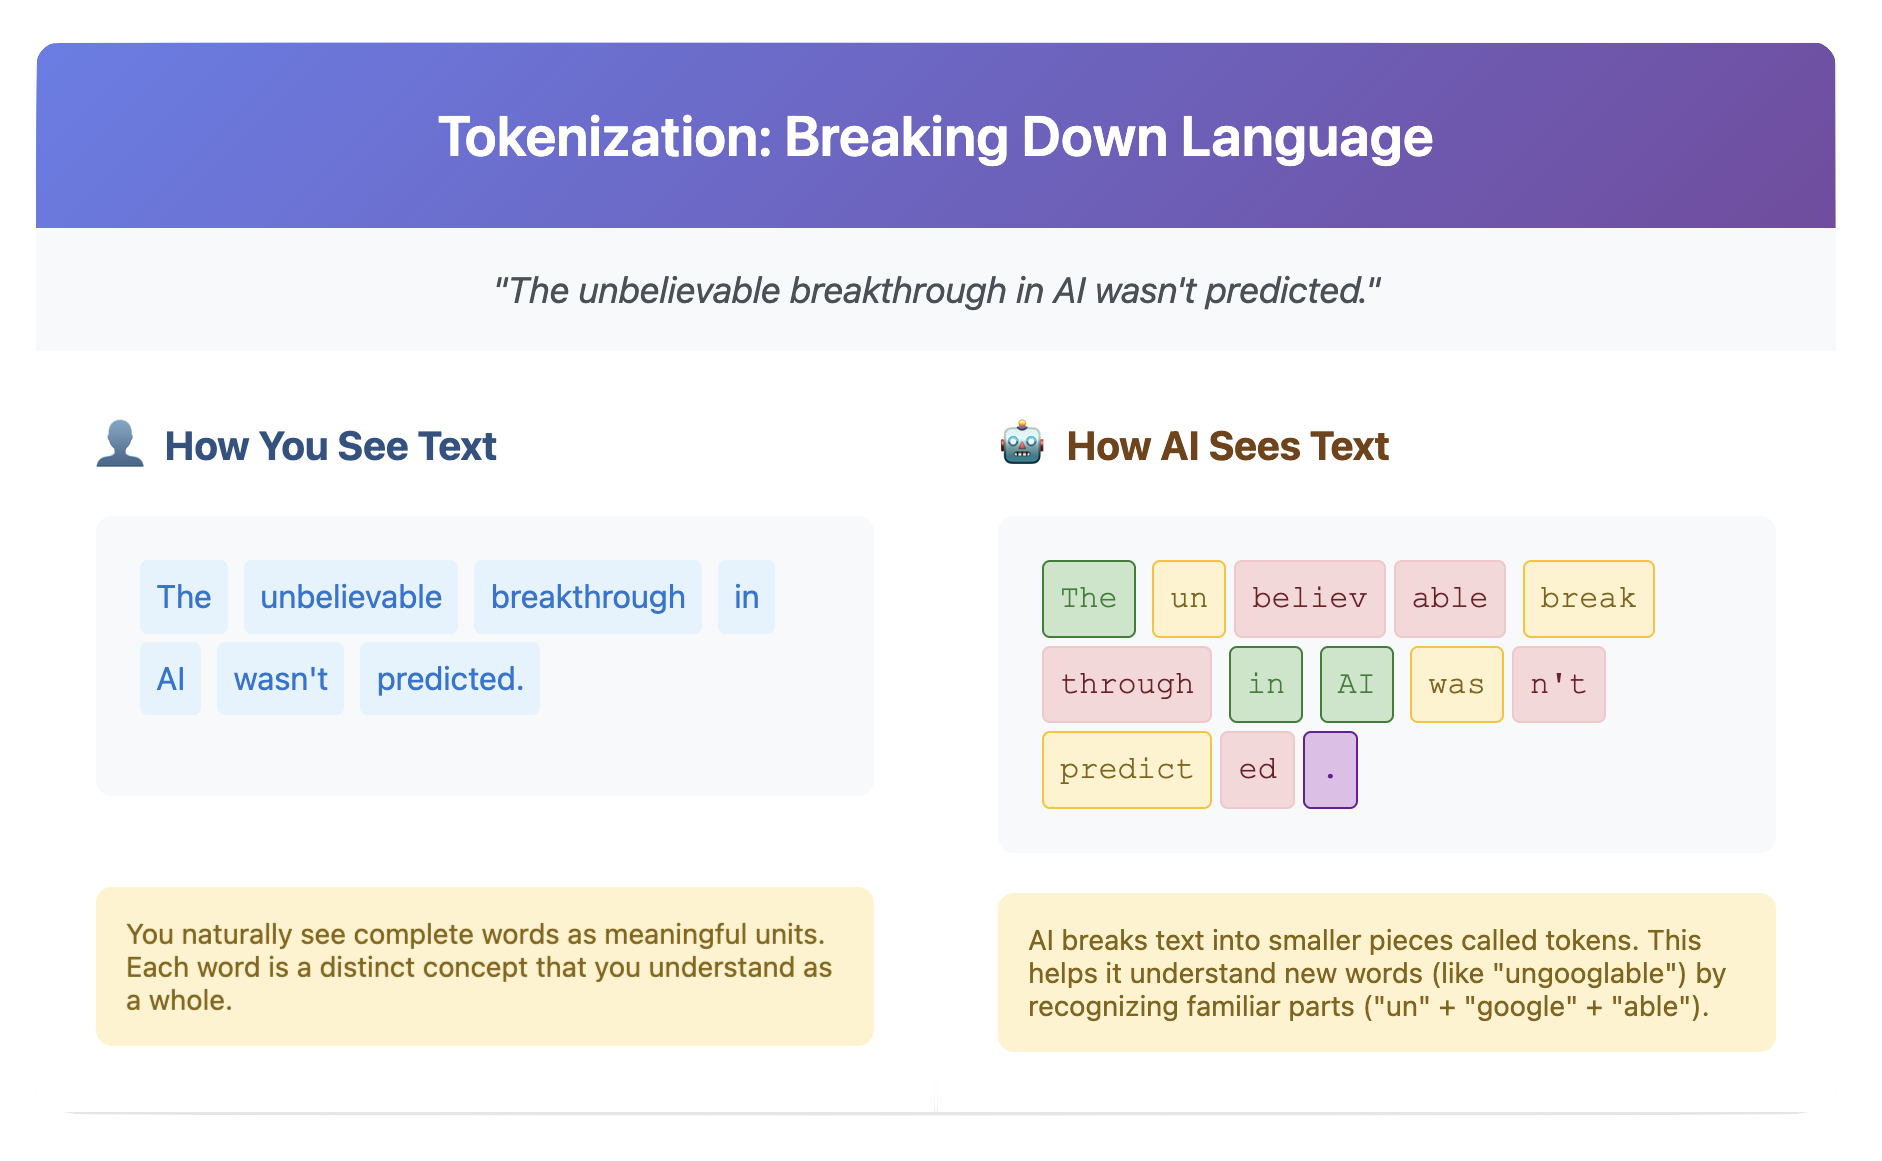 Tokenization: Breaking Down Language
"The unbelievable breakthrough in AI wasn't predicted."
How You See Text
The unbelievable breakthrough in
AI wasn't predicted.
You naturally see complete words as meaningful units.
Each word is a distinct concept that you understand as
a whole.
How AI Sees Text
The un believ able break
through in AI was n't
predict ed .
AI breaks text into smaller pieces called tokens. This
helps it understand new words (like "ungooglable") by
recognizing familiar parts ("un" + "google" + "able").